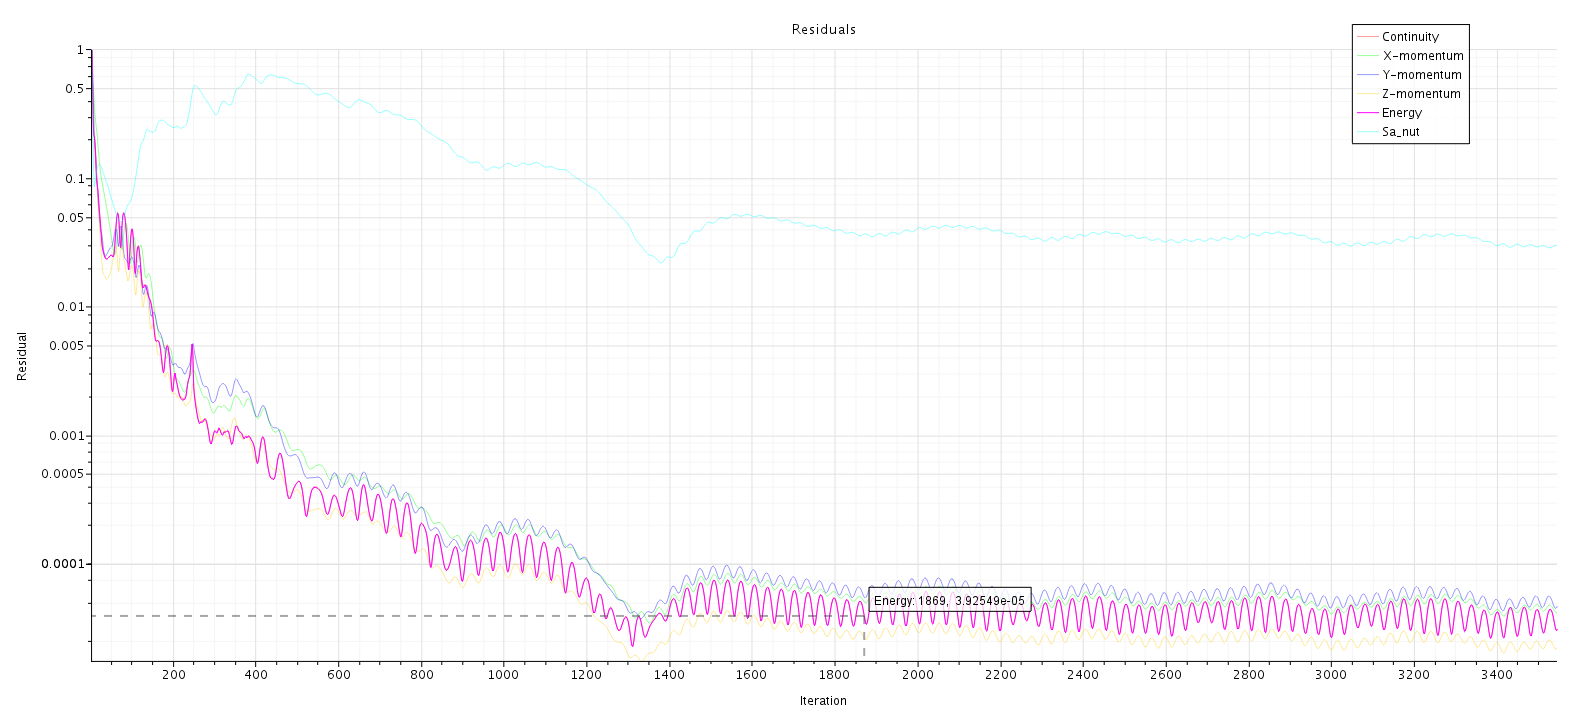 Residuals
Continuity
X-momentum
Y-momentum
Z-momentum
Energy
Sa_nut
1
0.5
0.1
0.05
0.01
0.005
0.001
0.0005
0.0001
Residual
Energy: 1869, 3.92549e-05
200 400 600 800 1000 1200 1400 1600 1800 2000 2200 2400 2600 2800 3000 3200 3400
Iteration